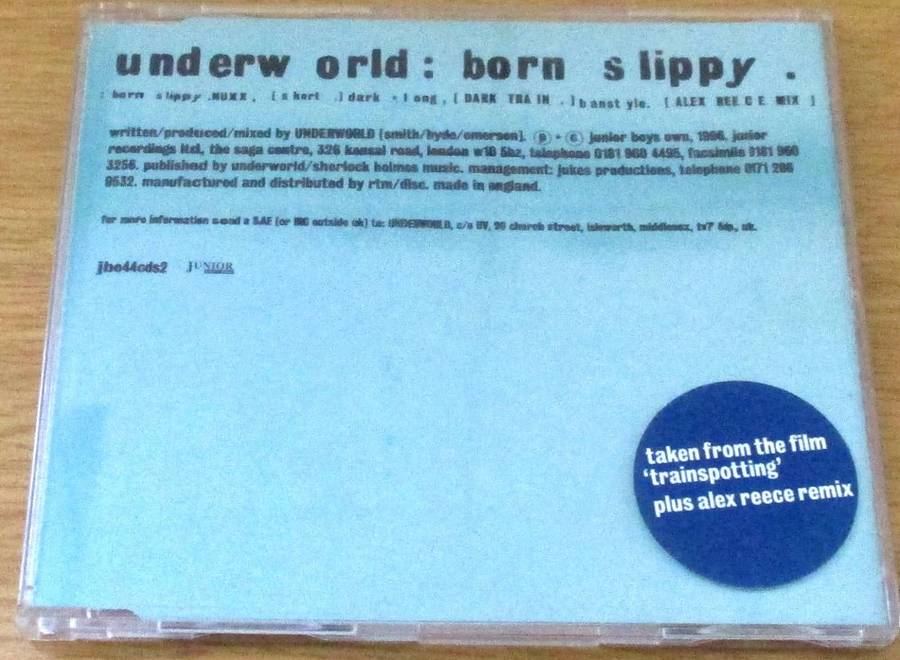 underw orld : born s lippy .
: born slippy .NUXX , [ s hort .] dark + l ong , [ DARK TRA IN . ] b anst yle. [ ALEX REE C E MIX ]
written/produced/mixed by UNDERWORLD [smith/hyde/emerson]. ⓟ + © junior boys own, 1996. junior
recordings ltd, the saga centre, 326 kensal road, london w10 5bz, telephone 0181 960 4495, facsimile 0181 960
3256. published by underworld/sherlock holmes music. management: jukes productions, telephone 0171 286
9532. manufactured and distributed by rtm/disc. made in england.
for more information send a SAE (or IRC outside uk) to: UNDERWORLD, c/o UV, church street, isleworth, middlesex, uk.
jbo44cds2 JUNIOR
taken from the film
'trainspotting'
plus alex reece remix